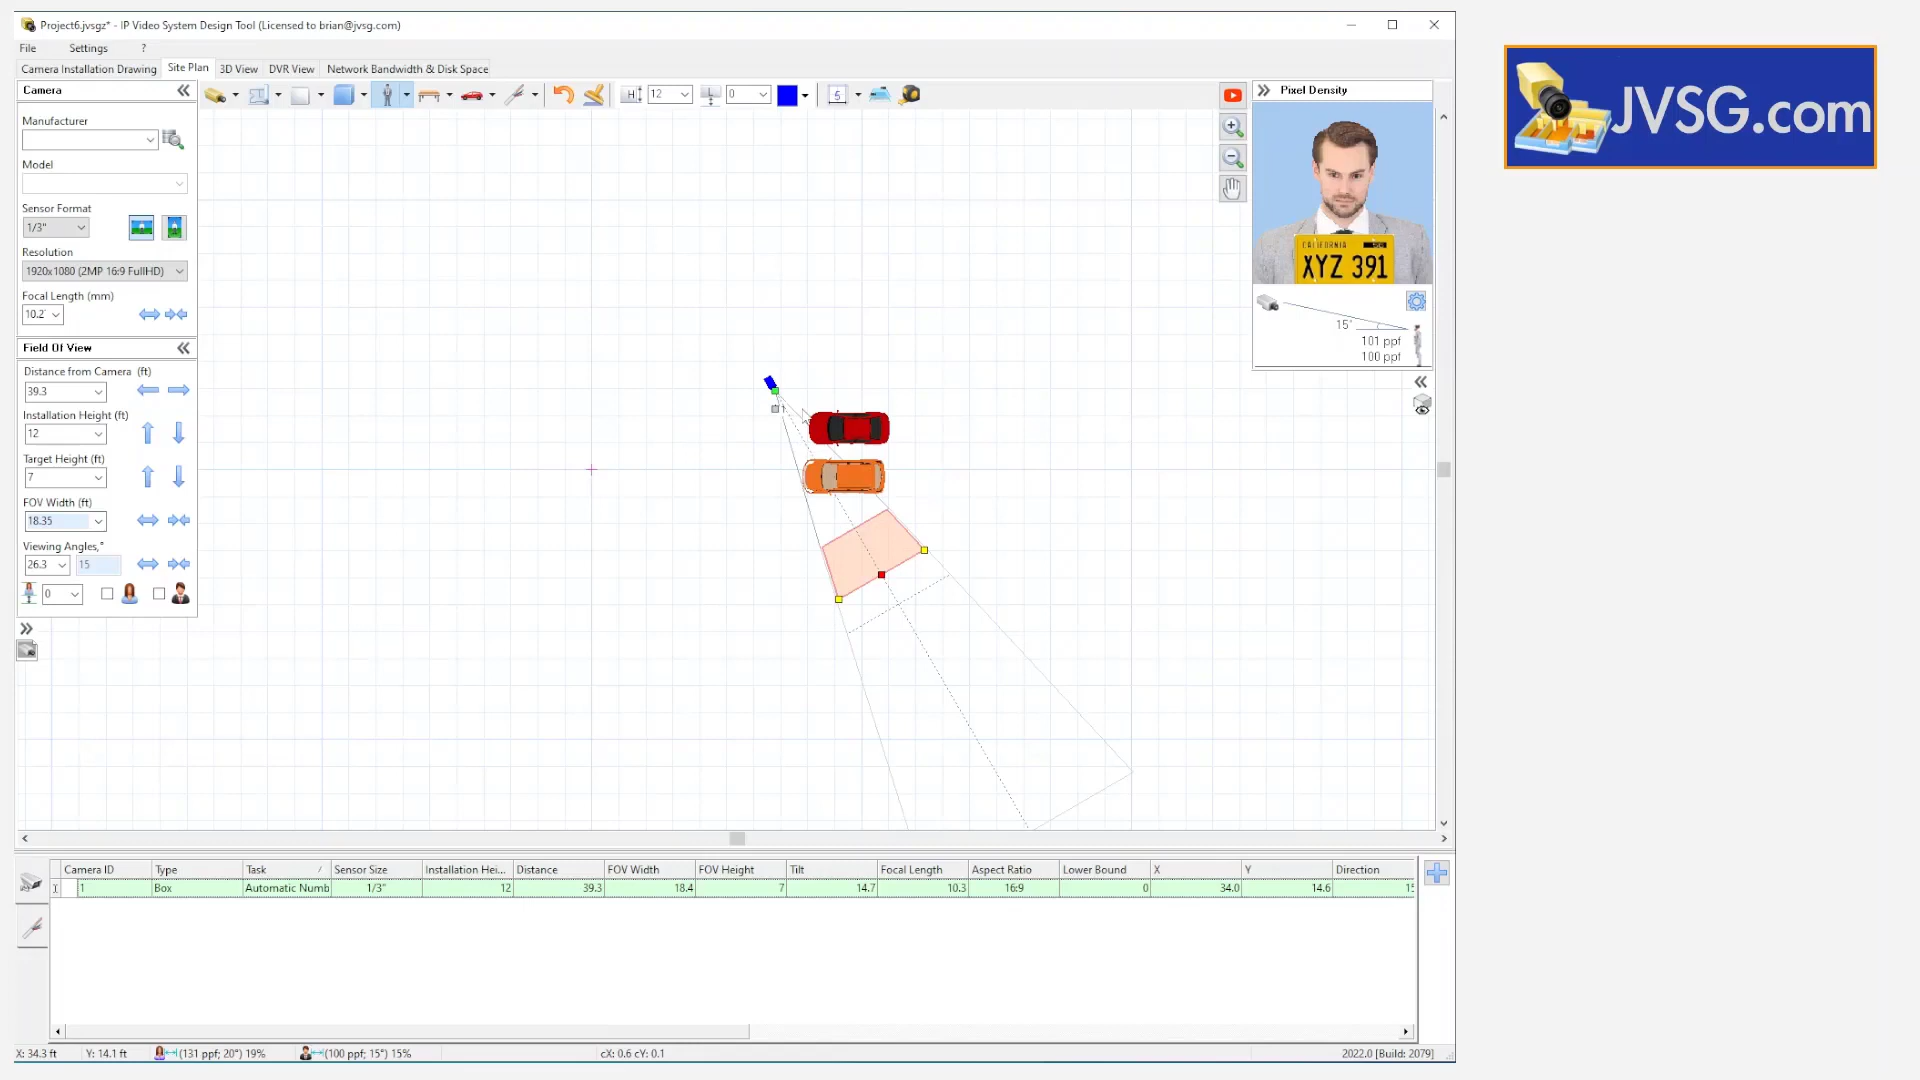 Project6.jvsgz* - IP Video System Design Tool (Licensed to brian@jvsg.com)
File Settings ?
Camera Installation Drawing Site Plan 3D View DVR View Network Bandwidth & Disk Space
Camera
H 12 0 5
Pixel Density
JVSG.com
Manufacturer
Model
Sensor Format
1/3"
Resolution
1920x1080 (2MP 16:9 FullHD)
Focal Length (mm)
10.2
CALIFORNIA
XYZ 391
15°
101 ppf
100 ppf
Field Of View
Distance from Camera (ft)
39.3
Installation Height (ft)
12
Target Height (ft)
7
FOV Width (ft)
18.35
Viewing Angles,°
26.3 15
0
1
Camera ID Type Task Sensor Size Installation Hei... Distance FOV Width FOV Height Tilt Focal Length Aspect Ratio Lower Bound X Y Direction
1 Box Automatic Numb 1/3" 12 39.3 18.4 7 14.7 10.3 16:9 0 34.0 14.6 15
X: 34.3 ft Y: 14.1 ft (131 ppf; 20°) 19% (100 ppf; 15°) 15% cX: 0.6 cY: 0.1 2022.0 [Build: 2079]